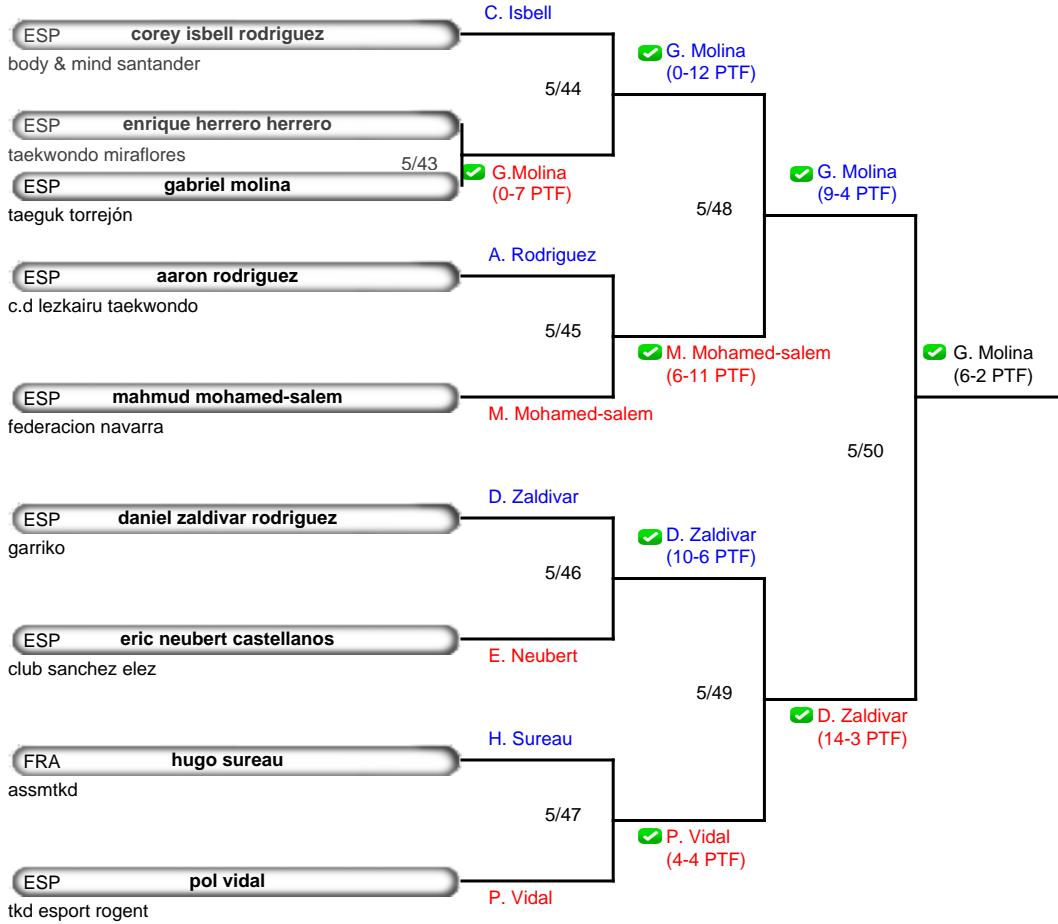 C. Isbell
ESP corey isbell rodriguez
body & mind santander
G. Molina
(0-12 PTF)
5/44
ESP enrique herrero herrero
taekwondo miraflores
5/43
G.Molina
(0-7 PTF)
ESP gabriel molina
taeguk torrejón
G. Molina
(9-4 PTF)
5/48
A. Rodriguez
ESP aaron rodriguez
c.d lezkairu taekwondo
5/45
M. Mohamed-salem
(6-11 PTF)
G. Molina
(6-2 PTF)
ESP mahmud mohamed-salem
federacion navarra
M. Mohamed-salem
5/50
D. Zaldivar
ESP daniel zaldivar rodriguez
garriko
D. Zaldivar
(10-6 PTF)
5/46
ESP eric neubert castellanos
club sanchez elez
E. Neubert
5/49
D. Zaldivar
(14-3 PTF)
H. Sureau
FRA hugo sureau
assmtkd
5/47
P. Vidal
(4-4 PTF)
ESP pol vidal
tkd esport rogent
P. Vidal